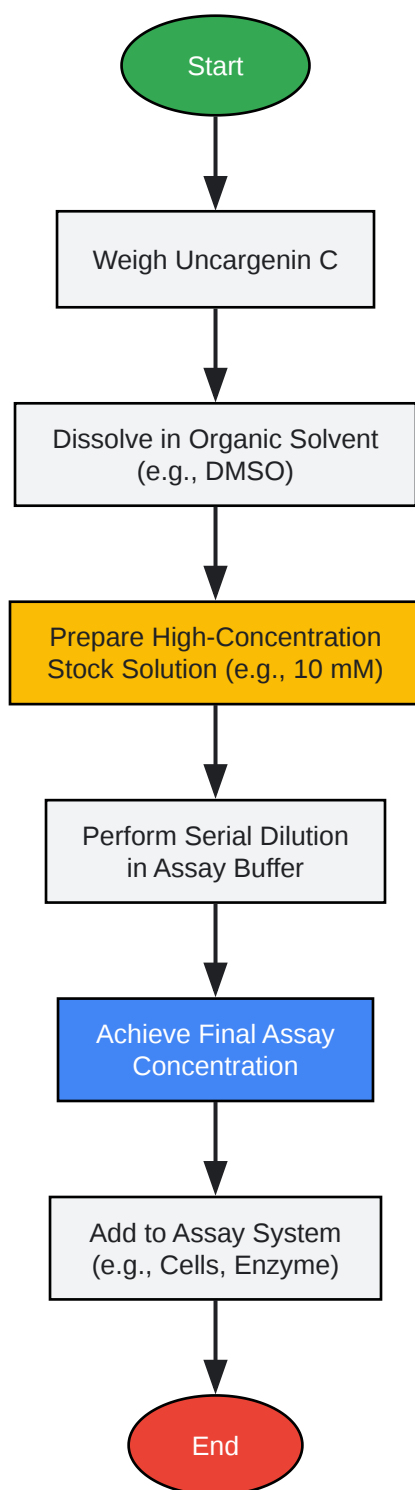 Start
Weigh Uncargenin C
Dissolve in Organic Solvent
(e.g., DMSO)
Prepare High-Concentration
Stock Solution (e.g., 10 mM)
Perform Serial Dilution
in Assay Buffer
Achieve Final Assay
Concentration
Add to Assay System
(e.g., Cells, Enzyme)
End